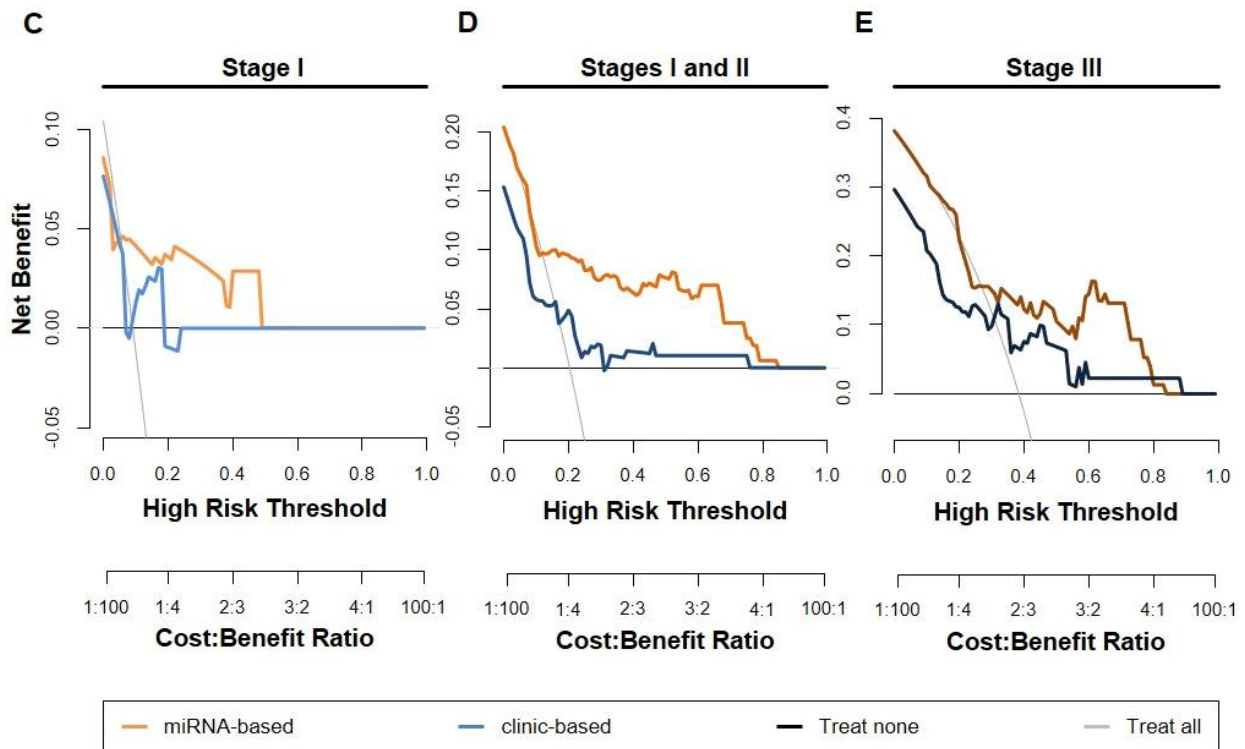 C
D
E
Stage I
Stages I and II
Stage III
Net Benefit
0.10
0.05
0.00
-0.05
0.20
0.15
0.10
0.05
-0.05
0.4
0.3
0.2
0.1
0.0
0.0 0.2 0.4 0.6 0.8 1.0
0.0 0.2 0.4 0.6 0.8 1.0
0.0 0.2 0.4 0.6 0.8 1.0
High Risk Threshold
High Risk Threshold
High Risk Threshold
1:100 1:4 2:3 3:2 4:1 100:1
1:100 1:4 2:3 3:2 4:1 100:1
1:100 1:4 2:3 3:2 4:1 100:1
Cost:Benefit Ratio
Cost:Benefit Ratio
Cost:Benefit Ratio
miRNA-based
clinic-based
Treat none
Treat all